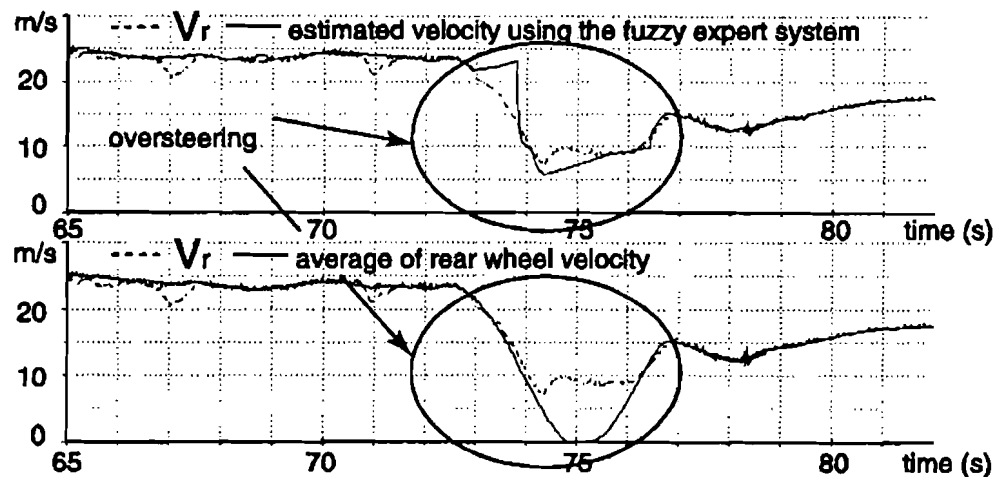 m/s
Vr estimated velocity using the fuzzy expert system
20
oversteering
10
0
65 70 75 80 time (s)
m/s
Vr average of rear wheel velocity
20
10
0
65 70 75 80 time (s)